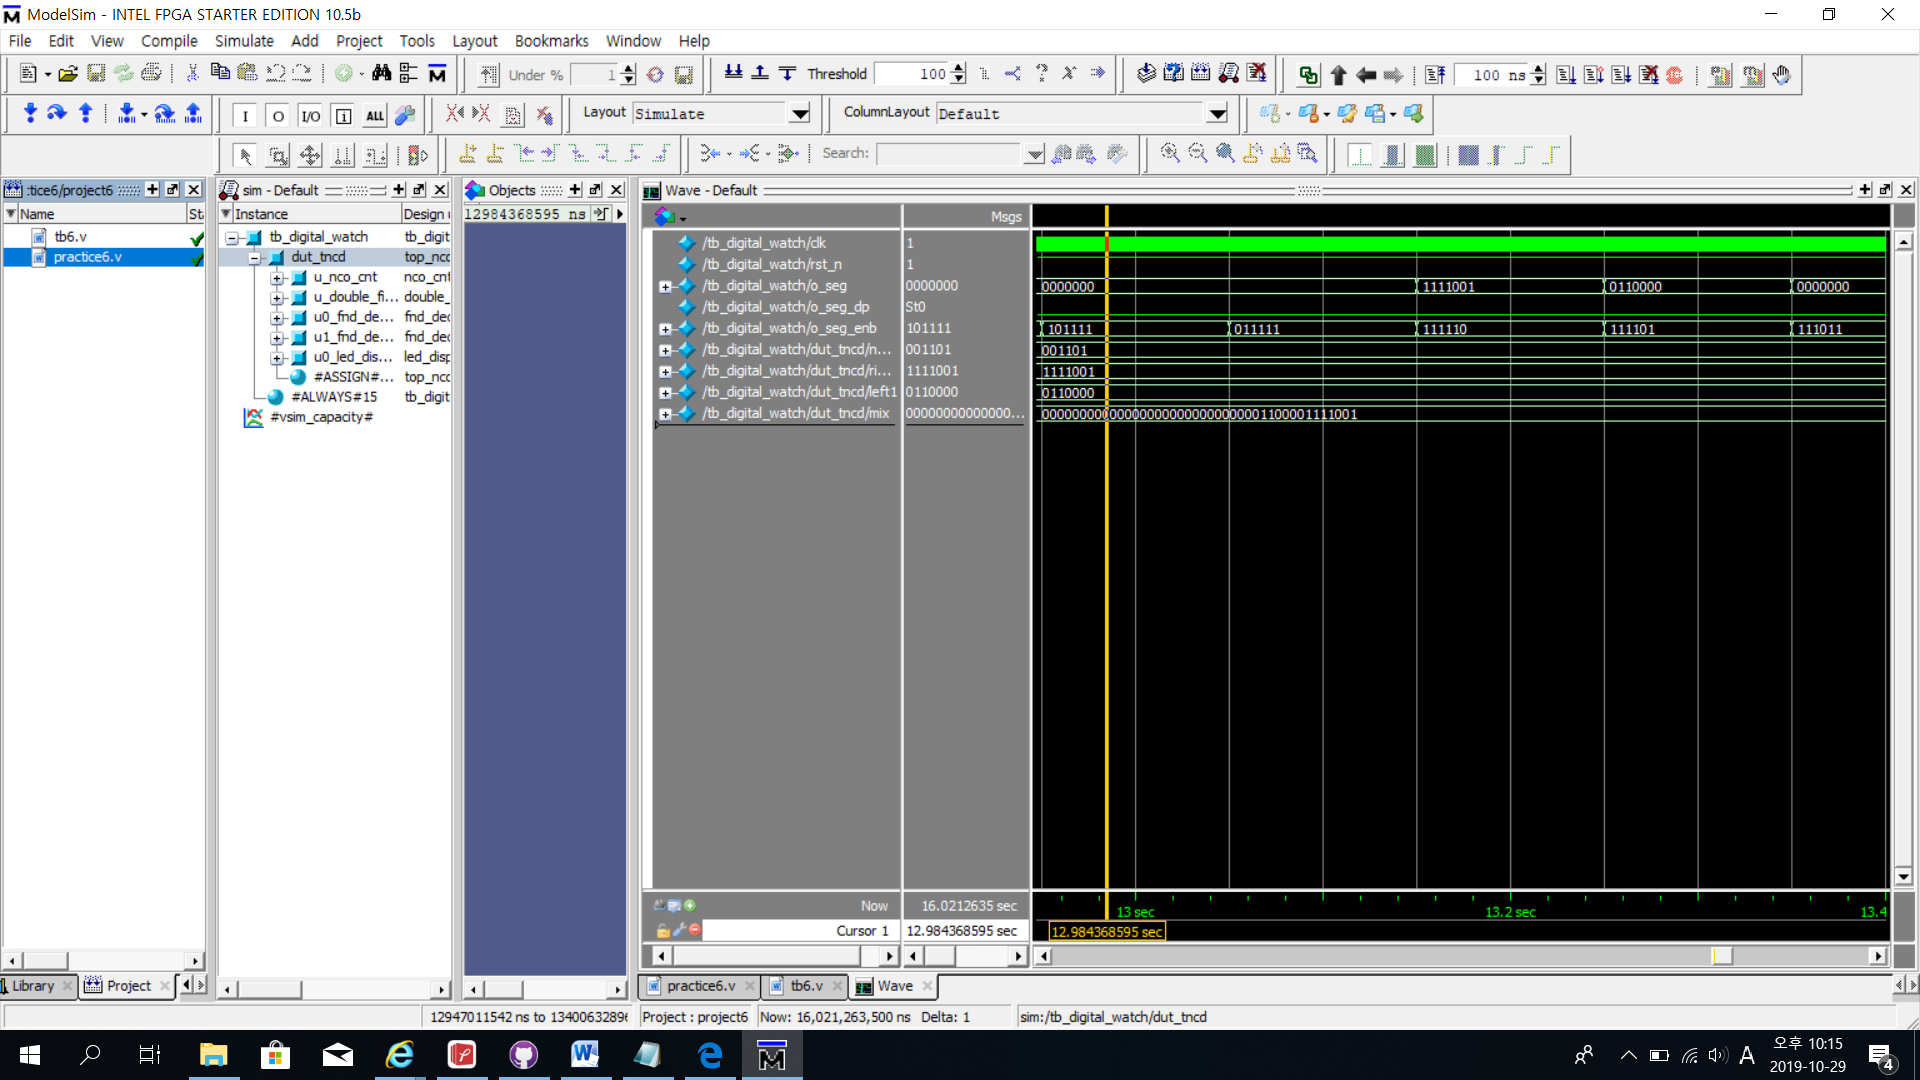 ModelSim - INTEL FPGA STARTER EDITION 10.5b
File Edit View Compile Simulate Add Project Tools Layout Bookmarks Window Help
Under % 1 Threshold 100 100 ns
I O I/O ALL Layout Simulate ColumnLayout Default
Search:
:tice6/project6
Name St
tb6.v
practice6.v
Library
Project
sim - Default
Instance Design
tb_digital_watch tb_digit
dut_tncd top_ncc
u_nco_cnt nco_cnt
u_double_fi... double_
u0_fnd_de... fnd_dec
u1_fnd_de... fnd_dec
u0_led_dis... led_disp
#ASSIGN#... top_ncc
#ALWAYS#15 tb_digit
#vsim_capacity#
Objects
12984368595 ns
Wave - Default
Msgs
/tb_digital_watch/clk 1
/tb_digital_watch/rst_n 1
/tb_digital_watch/o_seg 0000000 0000000 1111001 0110000 0000000
/tb_digital_watch/o_seg_dp St0
/tb_digital_watch/o_seg_enb 101111 101111 011111 111110 111101 111011
/tb_digital_watch/dut_tncd/n... 001101 001101
/tb_digital_watch/dut_tncd/ri... 1111001 1111001
/tb_digital_watch/dut_tncd/left1 0110000 0110000
/tb_digital_watch/dut_tncd/mix 00000000000000...
Now 16.0212635 sec 13 sec 13.2 sec 13.4
Cursor 1 12.984368595 sec 12.984368595 sec
practice6.v tb6.v Wave
12947011542 ns to 1340063289 Project : project6 Now: 16,021,263,500 ns Delta: 1 sim:/tb_digital_watch/dut_tncd
A 오후 10:15
2019-10-29
4